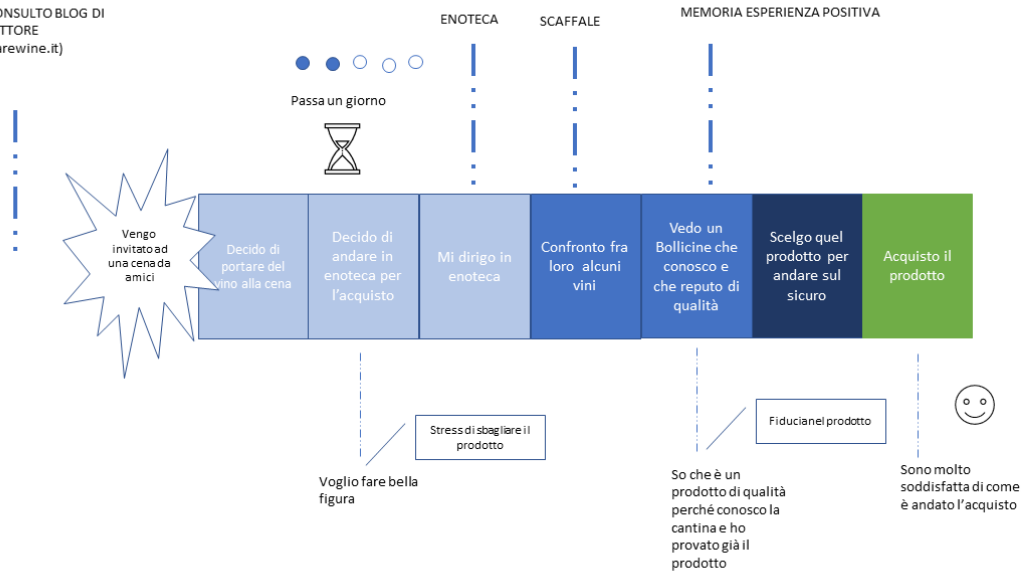 ONSULTO BLOG DI
TTORE
arewine.it)
ENOTECA
SCAFFALE
MEMORIA ESPERIENZA POSITIVA
Passa un giorno
Vengo
invitato ad
una cena da
amici
Decido di
portare del
vino alla cena
Decido di
andare in
enoteca per
l'acquisto
Mi dirigo in
enoteca
Confronto fra
loro alcuni
vini
Vedo un
Bollicine che
conosco e
che reputo di
qualità
Scelgo quel
prodotto per
andare sul
sicuro
Acquisto il
prodotto
Stress di sbagliare il
prodotto
Voglio fare bella
figura
Fiducia nel prodotto
So che è un
prodotto di qualità
perché conosco la
cantina e ho
provato già il
prodotto
Sono molto
soddisfatta di come
è andato l'acquisto